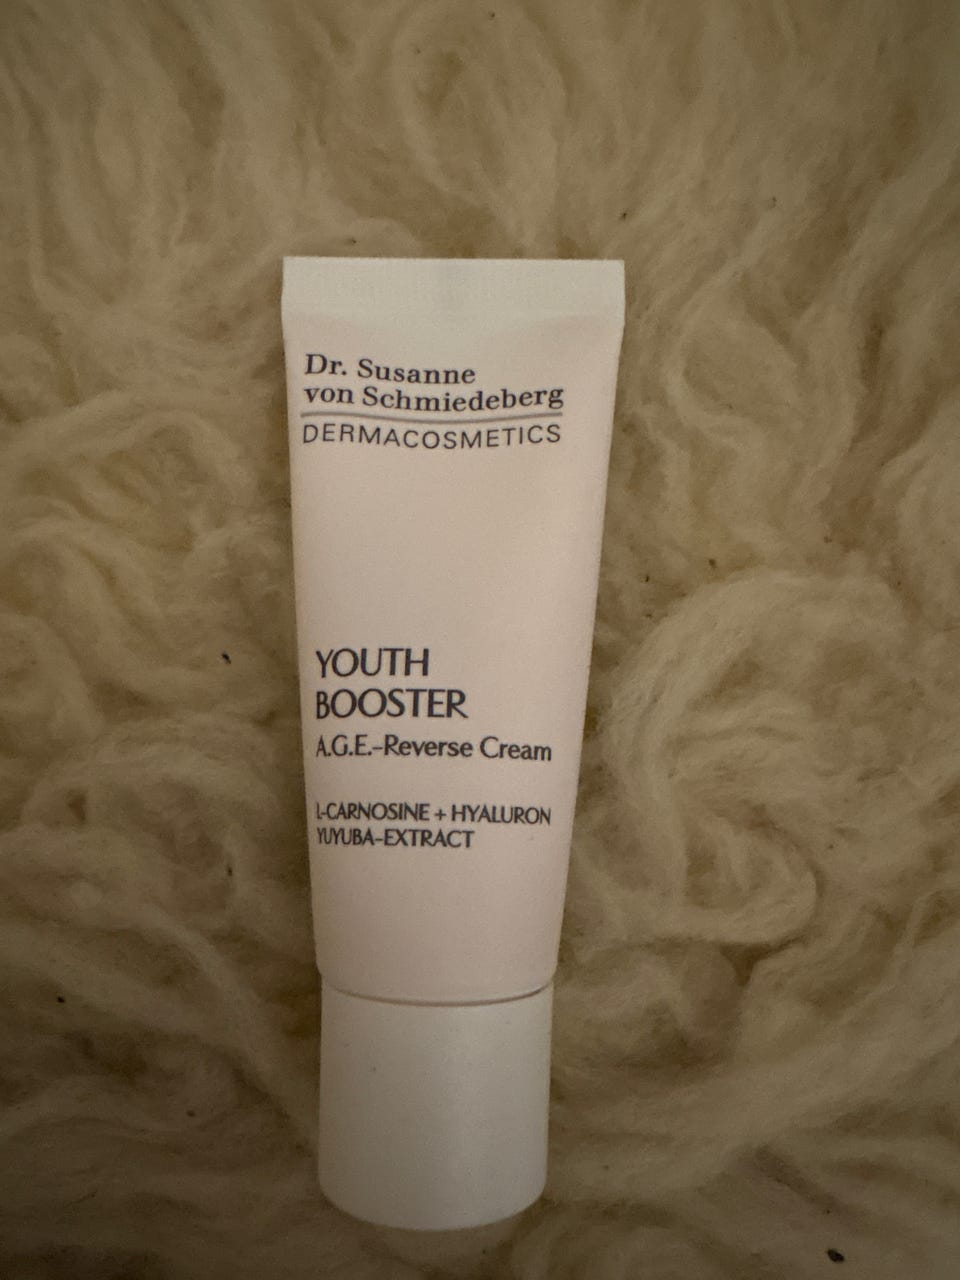 Dr. Susanne
von Schmiedeberg
DERMACOSMETICS
YOUTH
BOOSTER
A.G.E.-Reverse Cream
L-CARNOSINE + HYALURON
YUYUBA-EXTRACT